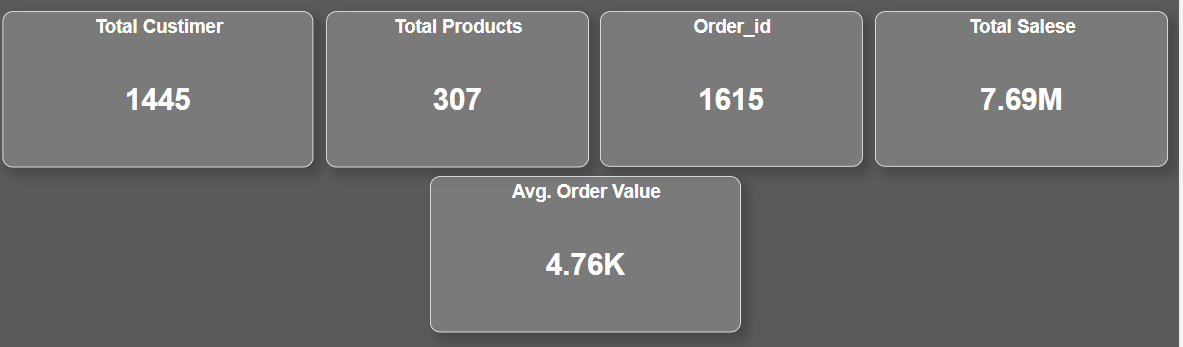 Total Custimer
1445
Total Products
307
Order_id
1615
Total Salese
7.69M
Avg. Order Value
4.76K